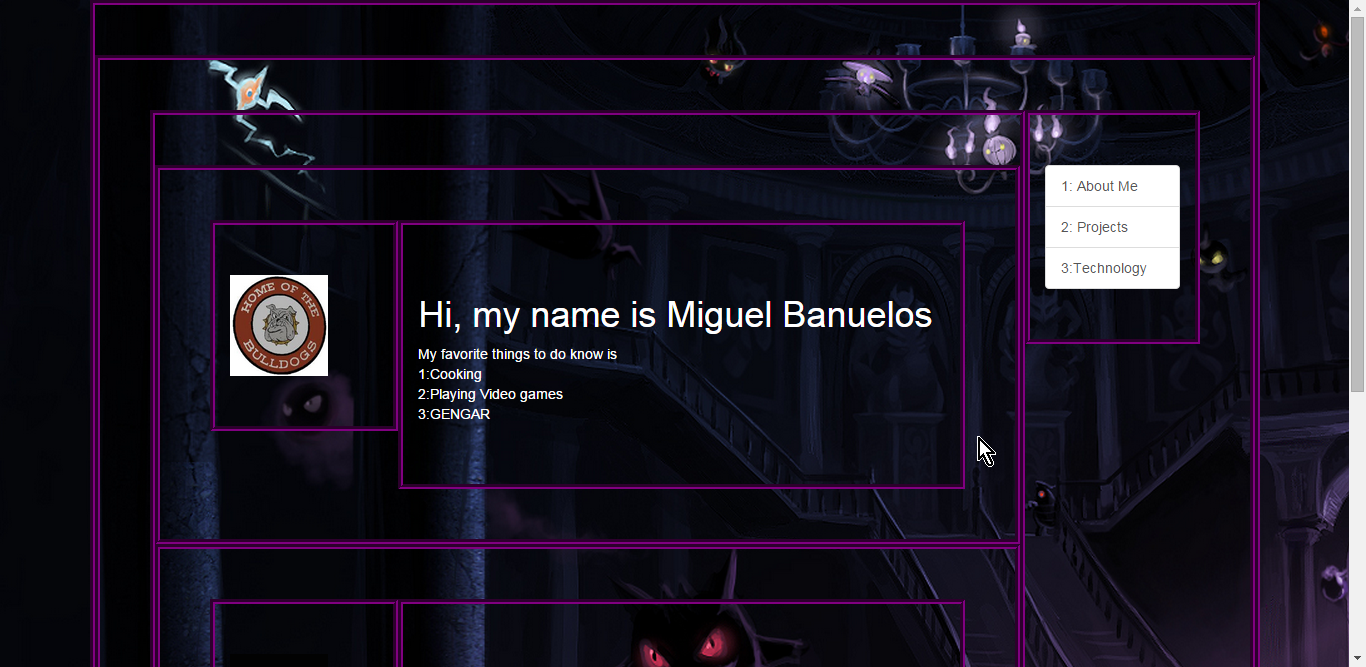 HOME OF THE
BULLDOGS
Hi, my name is Miguel Banuelos
My favorite things to do know is
1:Cooking
2:Playing Video games
3:GENGAR
1: About Me
2: Projects
3:Technology